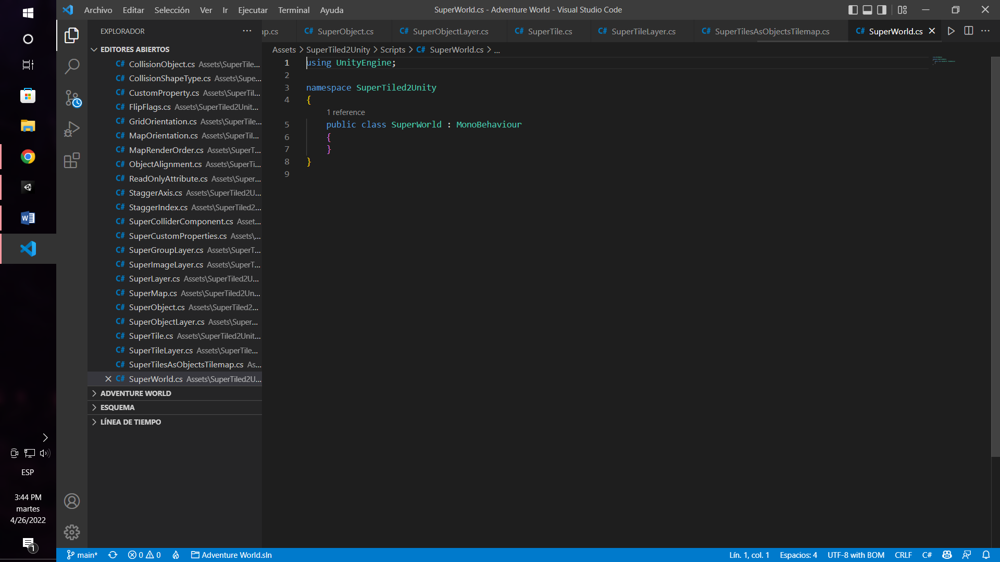 Archivo Editar Selección Ver Ir Ejecutar Terminal Ayuda
SuperWorld.cs - Adventure World - Visual Studio Code
EXPLORADOR
ap.cs
C# SuperObject.cs
C# SuperObjectLayer.cs
C# SuperTile.cs
C# SuperTileLayer.cs
C# SuperTilesAsObjectsTilemap.cs
C# SuperWorld.cs
EDITORES ABIERTOS
C# CollisionObject.cs Assets\SuperTile...
C# CollisionShapeType.cs Assets\Supe...
C# CustomProperty.cs Assets\SuperTil...
C# FlipFlags.cs Assets\SuperTiled2Unit...
C# GridOrientation.cs Assets\SuperTile...
C# MapOrientation.cs Assets\SuperTil...
C# MapRenderOrder.cs Assets\SuperT...
C# ObjectAlignment.cs Assets\SuperTi...
C# ReadOnlyAttribute.cs Assets\Super...
C# StaggerAxis.cs Assets\SuperTiled2U...
C# StaggerIndex.cs Assets\SuperTiled2...
C# SuperColliderComponent.cs Asset...
C# SuperCustomProperties.cs Assets\...
C# SuperGroupLayer.cs Assets\SuperT...
C# SuperImageLayer.cs Assets\SuperT...
C# SuperLayer.cs Assets\SuperTiled2U...
C# SuperMap.cs Assets\SuperTiled2Un...
C# SuperObject.cs Assets\SuperTiled2...
C# SuperObjectLayer.cs Assets\Super...
C# SuperTile.cs Assets\SuperTiled2Unit...
C# SuperTileLayer.cs Assets\SuperTile...
C# SuperTilesAsObjectsTilemap.cs As...
C# SuperWorld.cs Assets\SuperTiled2U...
ADVENTURE WORLD
ESQUEMA
LÍNEA DE TIEMPO
Assets > SuperTiled2Unity > Scripts > C# SuperWorld.cs > ...
1 using UnityEngine;
2
3 namespace SuperTiled2Unity
4 {
1 reference
5 public class SuperWorld : MonoBehaviour
6 {
7 }
8 }
9
ESP
3:44 PM
martes
4/26/2022
1
main* 0 0 Adventure World.sln
Lín. 1, col. 1 Espacios: 4 UTF-8 with BOM CRLF C#